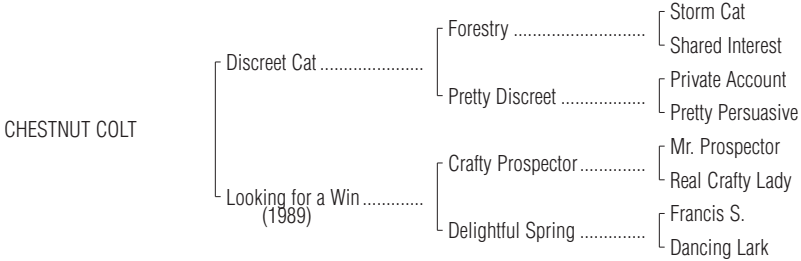 Storm Cat
Forestry ............................
Shared Interest
Discreet Cat ......................
Private Account
Pretty Discreet ..................
Pretty Persuasive
CHESTNUT COLT
Mr. Prospector
Crafty Prospector..............
Real Crafty Lady
Looking for a Win.............
(1989)
Francis S.
Delightful Spring ..............
Dancing Lark